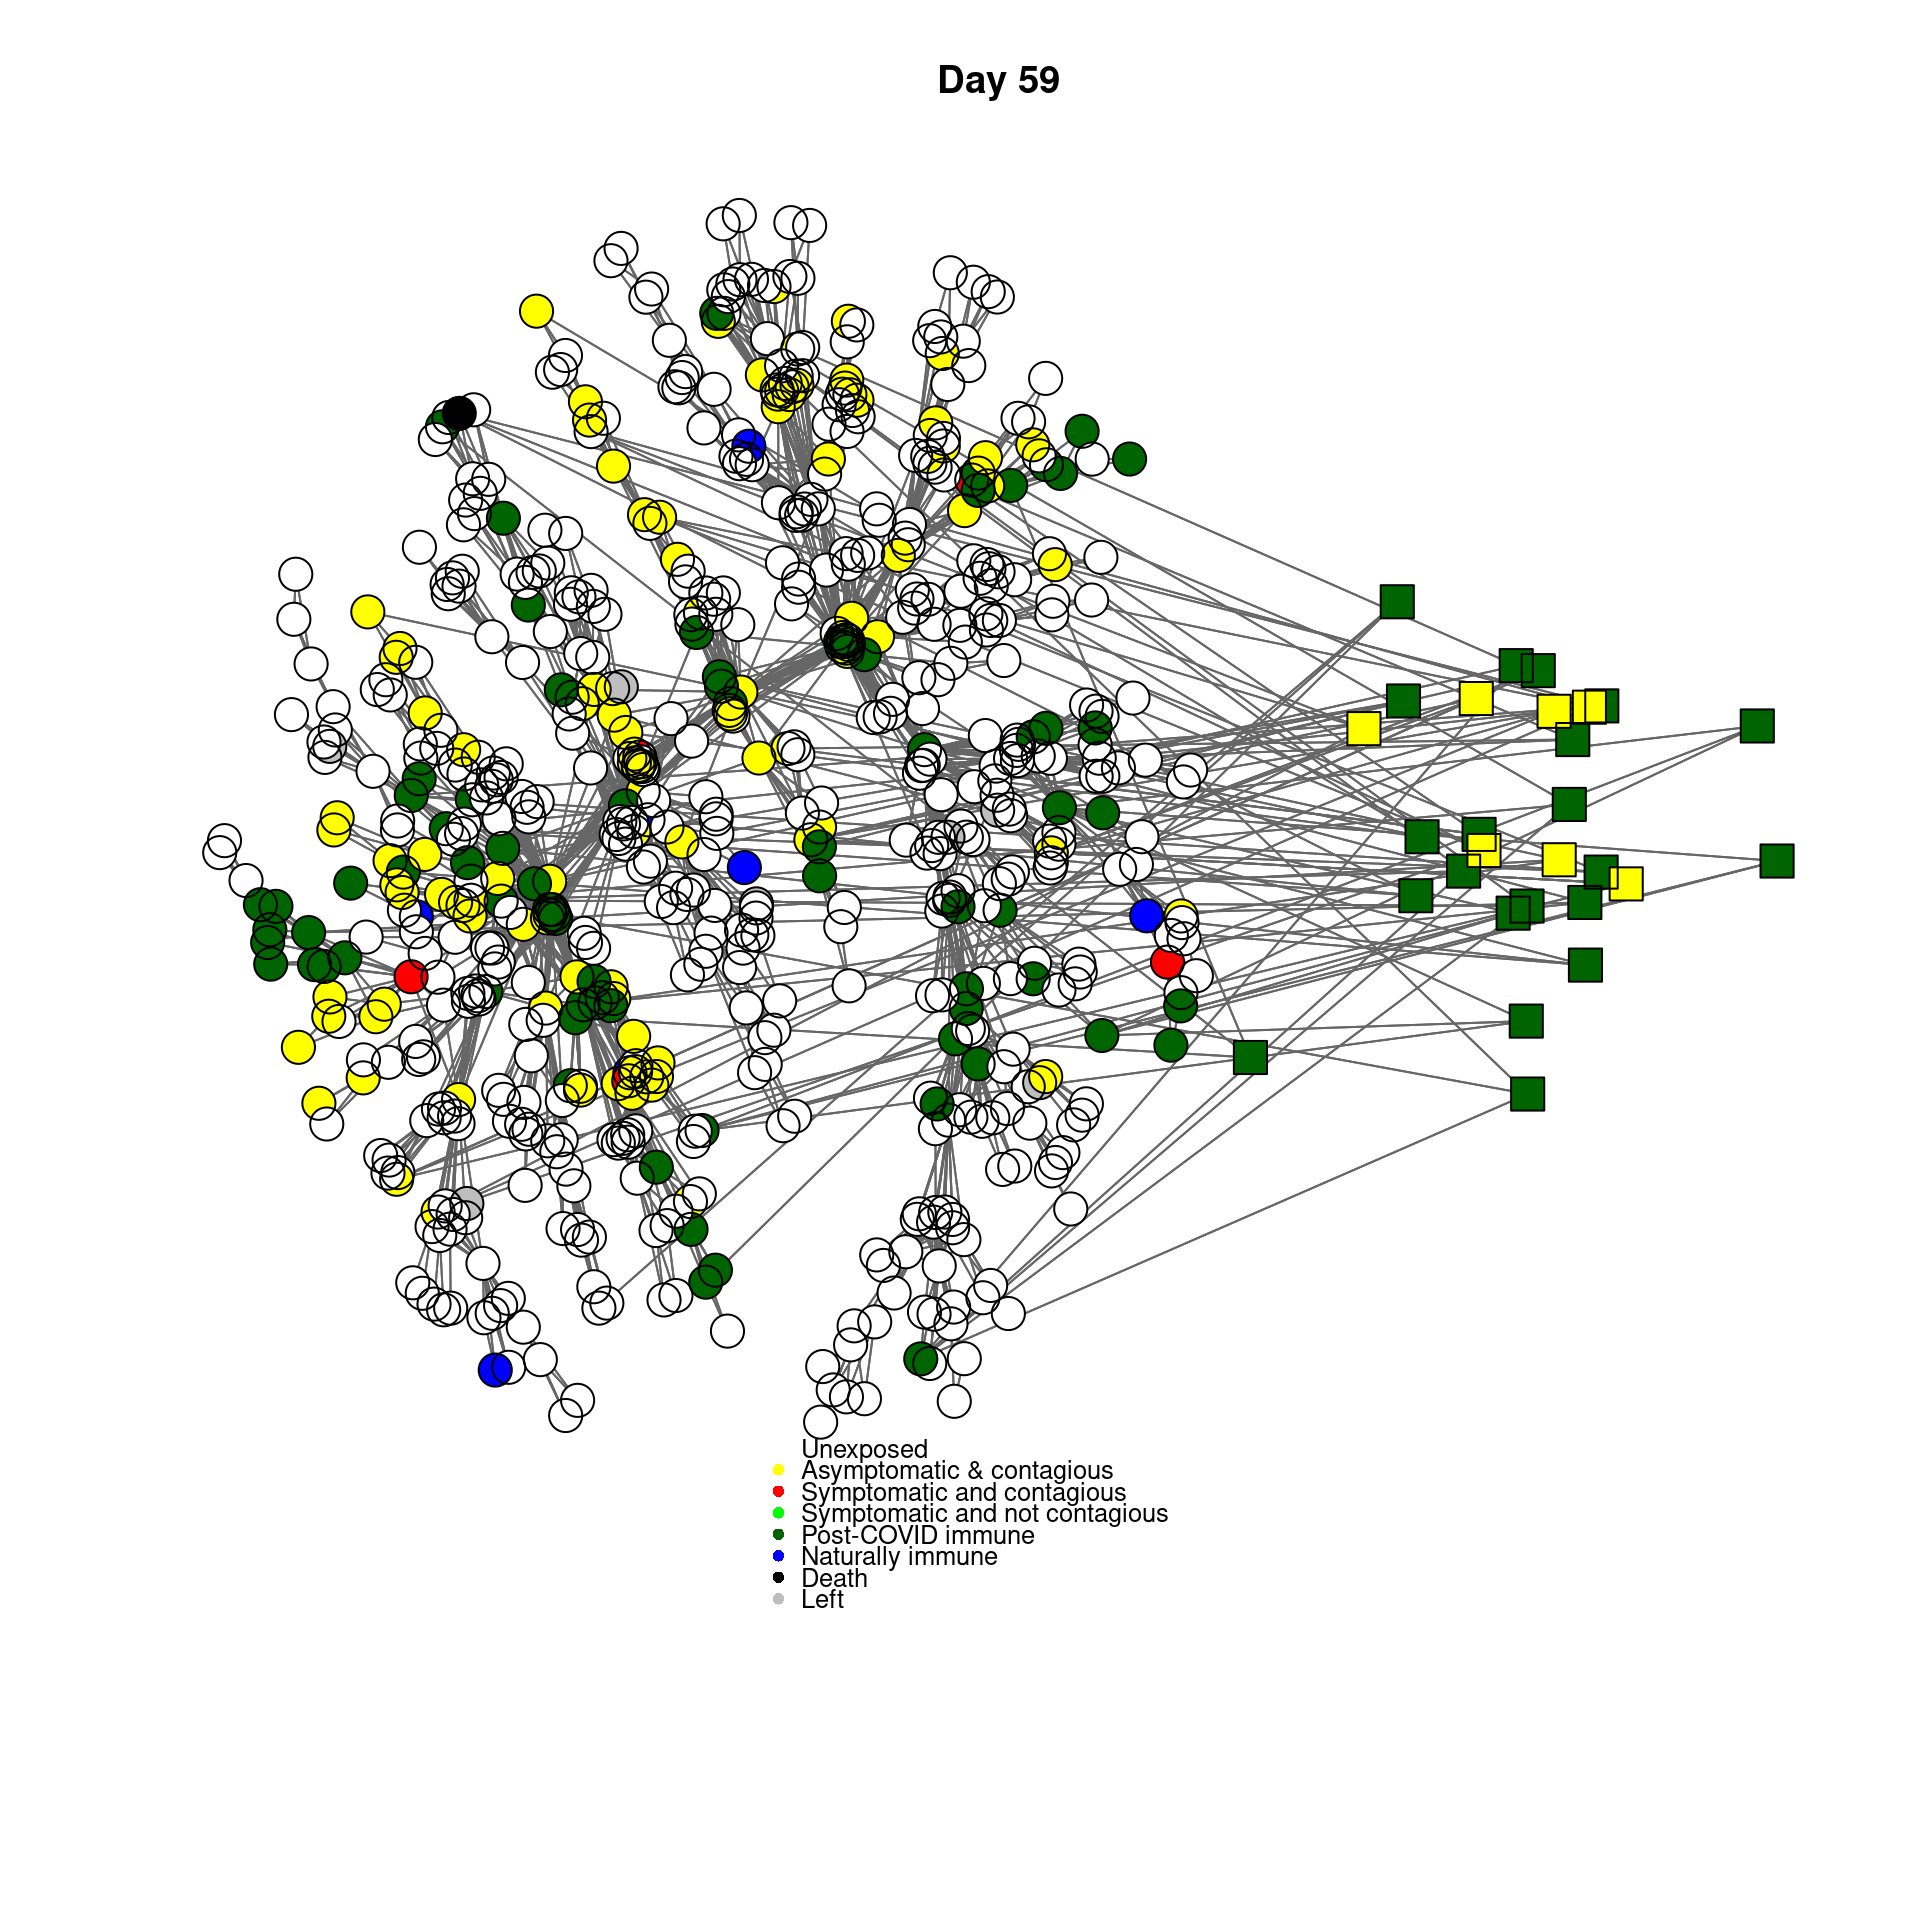 Day 59
Unexposed
Asymptomatic & contagious
Symptomatic and contagious
Symptomatic and not contagious
Post-COVID immune
Naturally immune
Death
Left